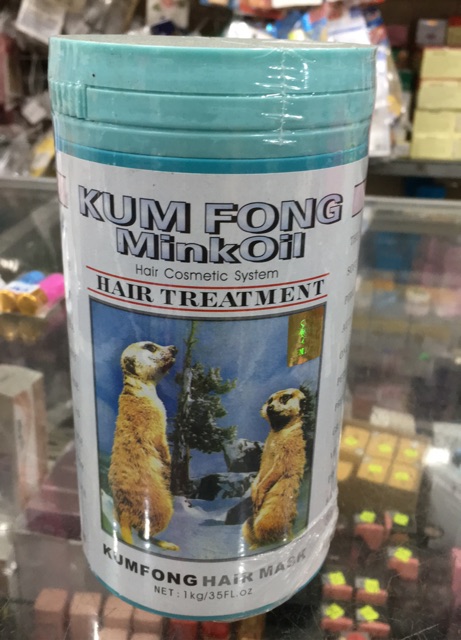 KUM FONG
MinkOil
Hair Cosmetic System
HAIR TREATMENT
KUMFONG HAIR MASK
NET : 1kg/35FL.oz